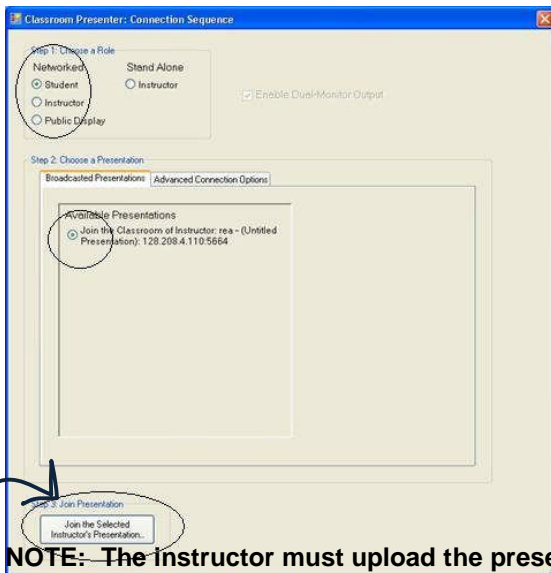 Classroom Presenter: Connection Sequence
Step 1: Choose a Role
Networked Stand Alone
Student Instructor
Instructor
Public Display
Enable Dual-Monitor Output
Step 2: Choose a Presentation
Broadcasted Presentations Advanced Connection Options
Available Presentations
Join the Classroom of Instructor: rea - (Untitled
Presentation): 128.208.4.110:5664
Step 3: Join Presentation
Join the Selected
Instructor's Presentation..
NOTE: The instructor must upload the prese